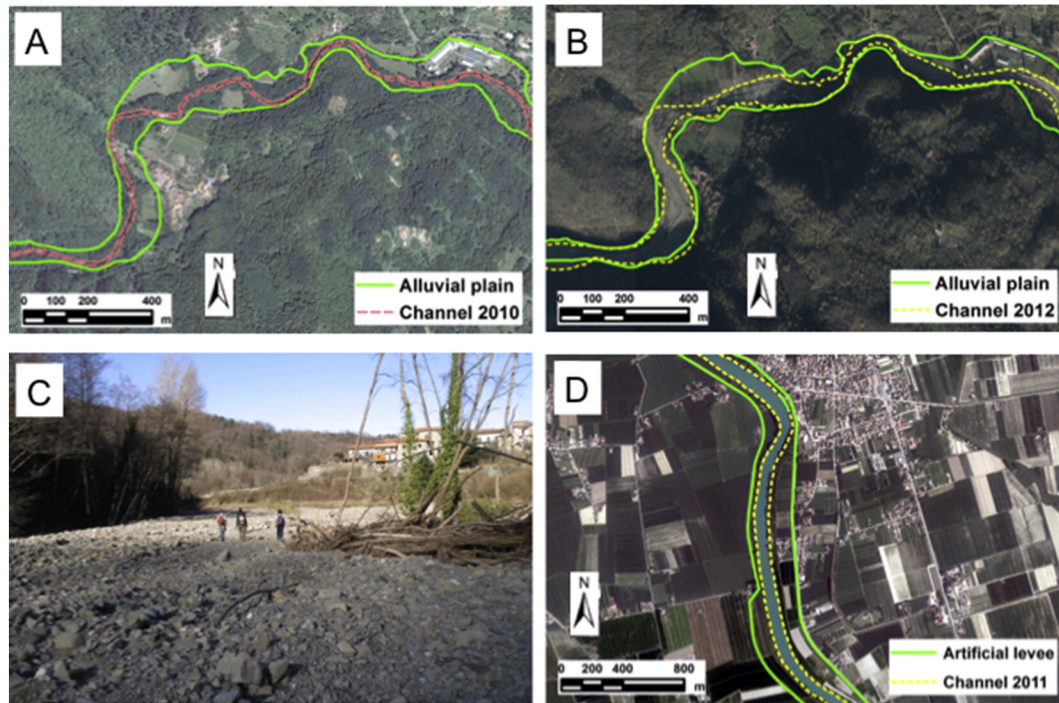 A
N
0 100 200 400
m
Alluvial plain
Channel 2010
B
N
0 100 200 400
m
Alluvial plain
Channel 2012
C
D
N
0 200 400 800
m
Artificial levee
Channel 2011